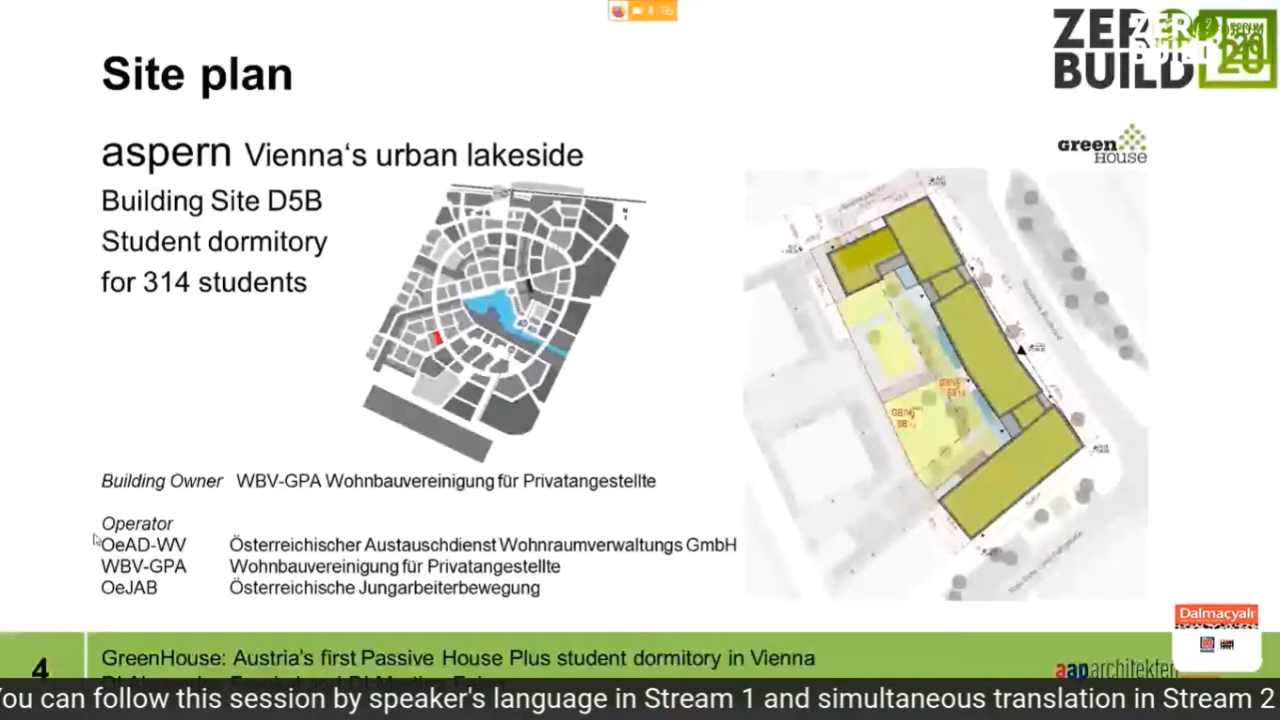 Site plan
ZERO
BUILD
FORUM
20
aspern Vienna‘s urban lakeside
green
HOUSE
Building Site D5B
Student dormitory
for 314 students
Building Owner WBV-GPA Wohnbauvereinigung für Privatangestellte
Operator
OeAD-WV Österreichischer Austauschdienst Wohnraumverwaltungs GmbH
WBV-GPA Wohnbauvereinigung für Privatangestellte
OeJAB Österreichische Jungarbeiterbewegung
Dalmaçyalı
4
GreenHouse: Austria’s first Passive House Plus student dormitory in Vienna
aap.architekten
You can follow this session by speaker's language in Stream 1 and simultaneous translation in Stream 2